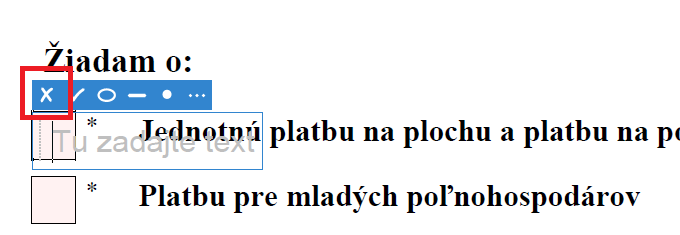 Žiadam o:
* Jednotnú platbu na plochu a platbu na po
Tu zadajte text
* Platbu pre mladých poľnohospodárov